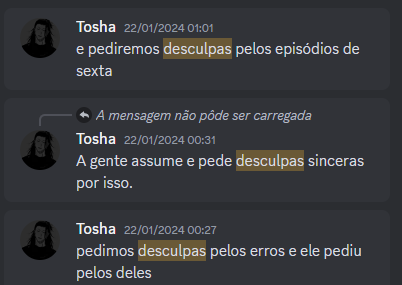 Tosha 22/01/2024 01:01
e pediremos desculpas pelos episódios de
sexta
A mensagem não pôde ser carregada
Tosha 22/01/2024 00:31
A gente assume e pede desculpas sinceras
por isso.
Tosha 22/01/2024 00:27
pedimos desculpas pelos erros e ele pediu
pelos deles